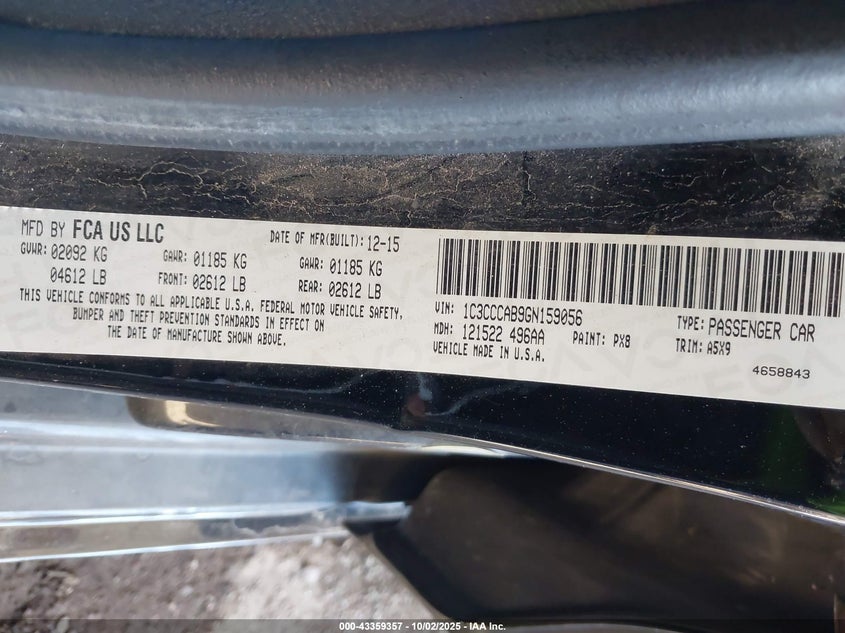 MFD BY FCA US LLC DATE OF MFR(BUILT): 12-15
GVWR: 02092 KG GAWR: 01185 KG GAWR: 01185 KG
04612 LB FRONT: 02612 LB REAR: 02612 LB
THIS VEHICLE CONFORMS TO ALL APPLICABLE U.S.A. FEDERAL MOTOR VEHICLE SAFETY,
BUMPER AND THEFT PREVENTION STANDARDS IN EFFECT ON
THE DATE OF MANUFACTURE SHOWN ABOVE.
VIN: 1C3CCCAB9GN159056 TYPE: PASSENGER CAR
MDH: 121522 496AA PAINT: PX8 TRIM: A5X9
VEHICLE MADE IN U.S.A.
4658843
000-43359357 - 10/02/2025 - IAA Inc.